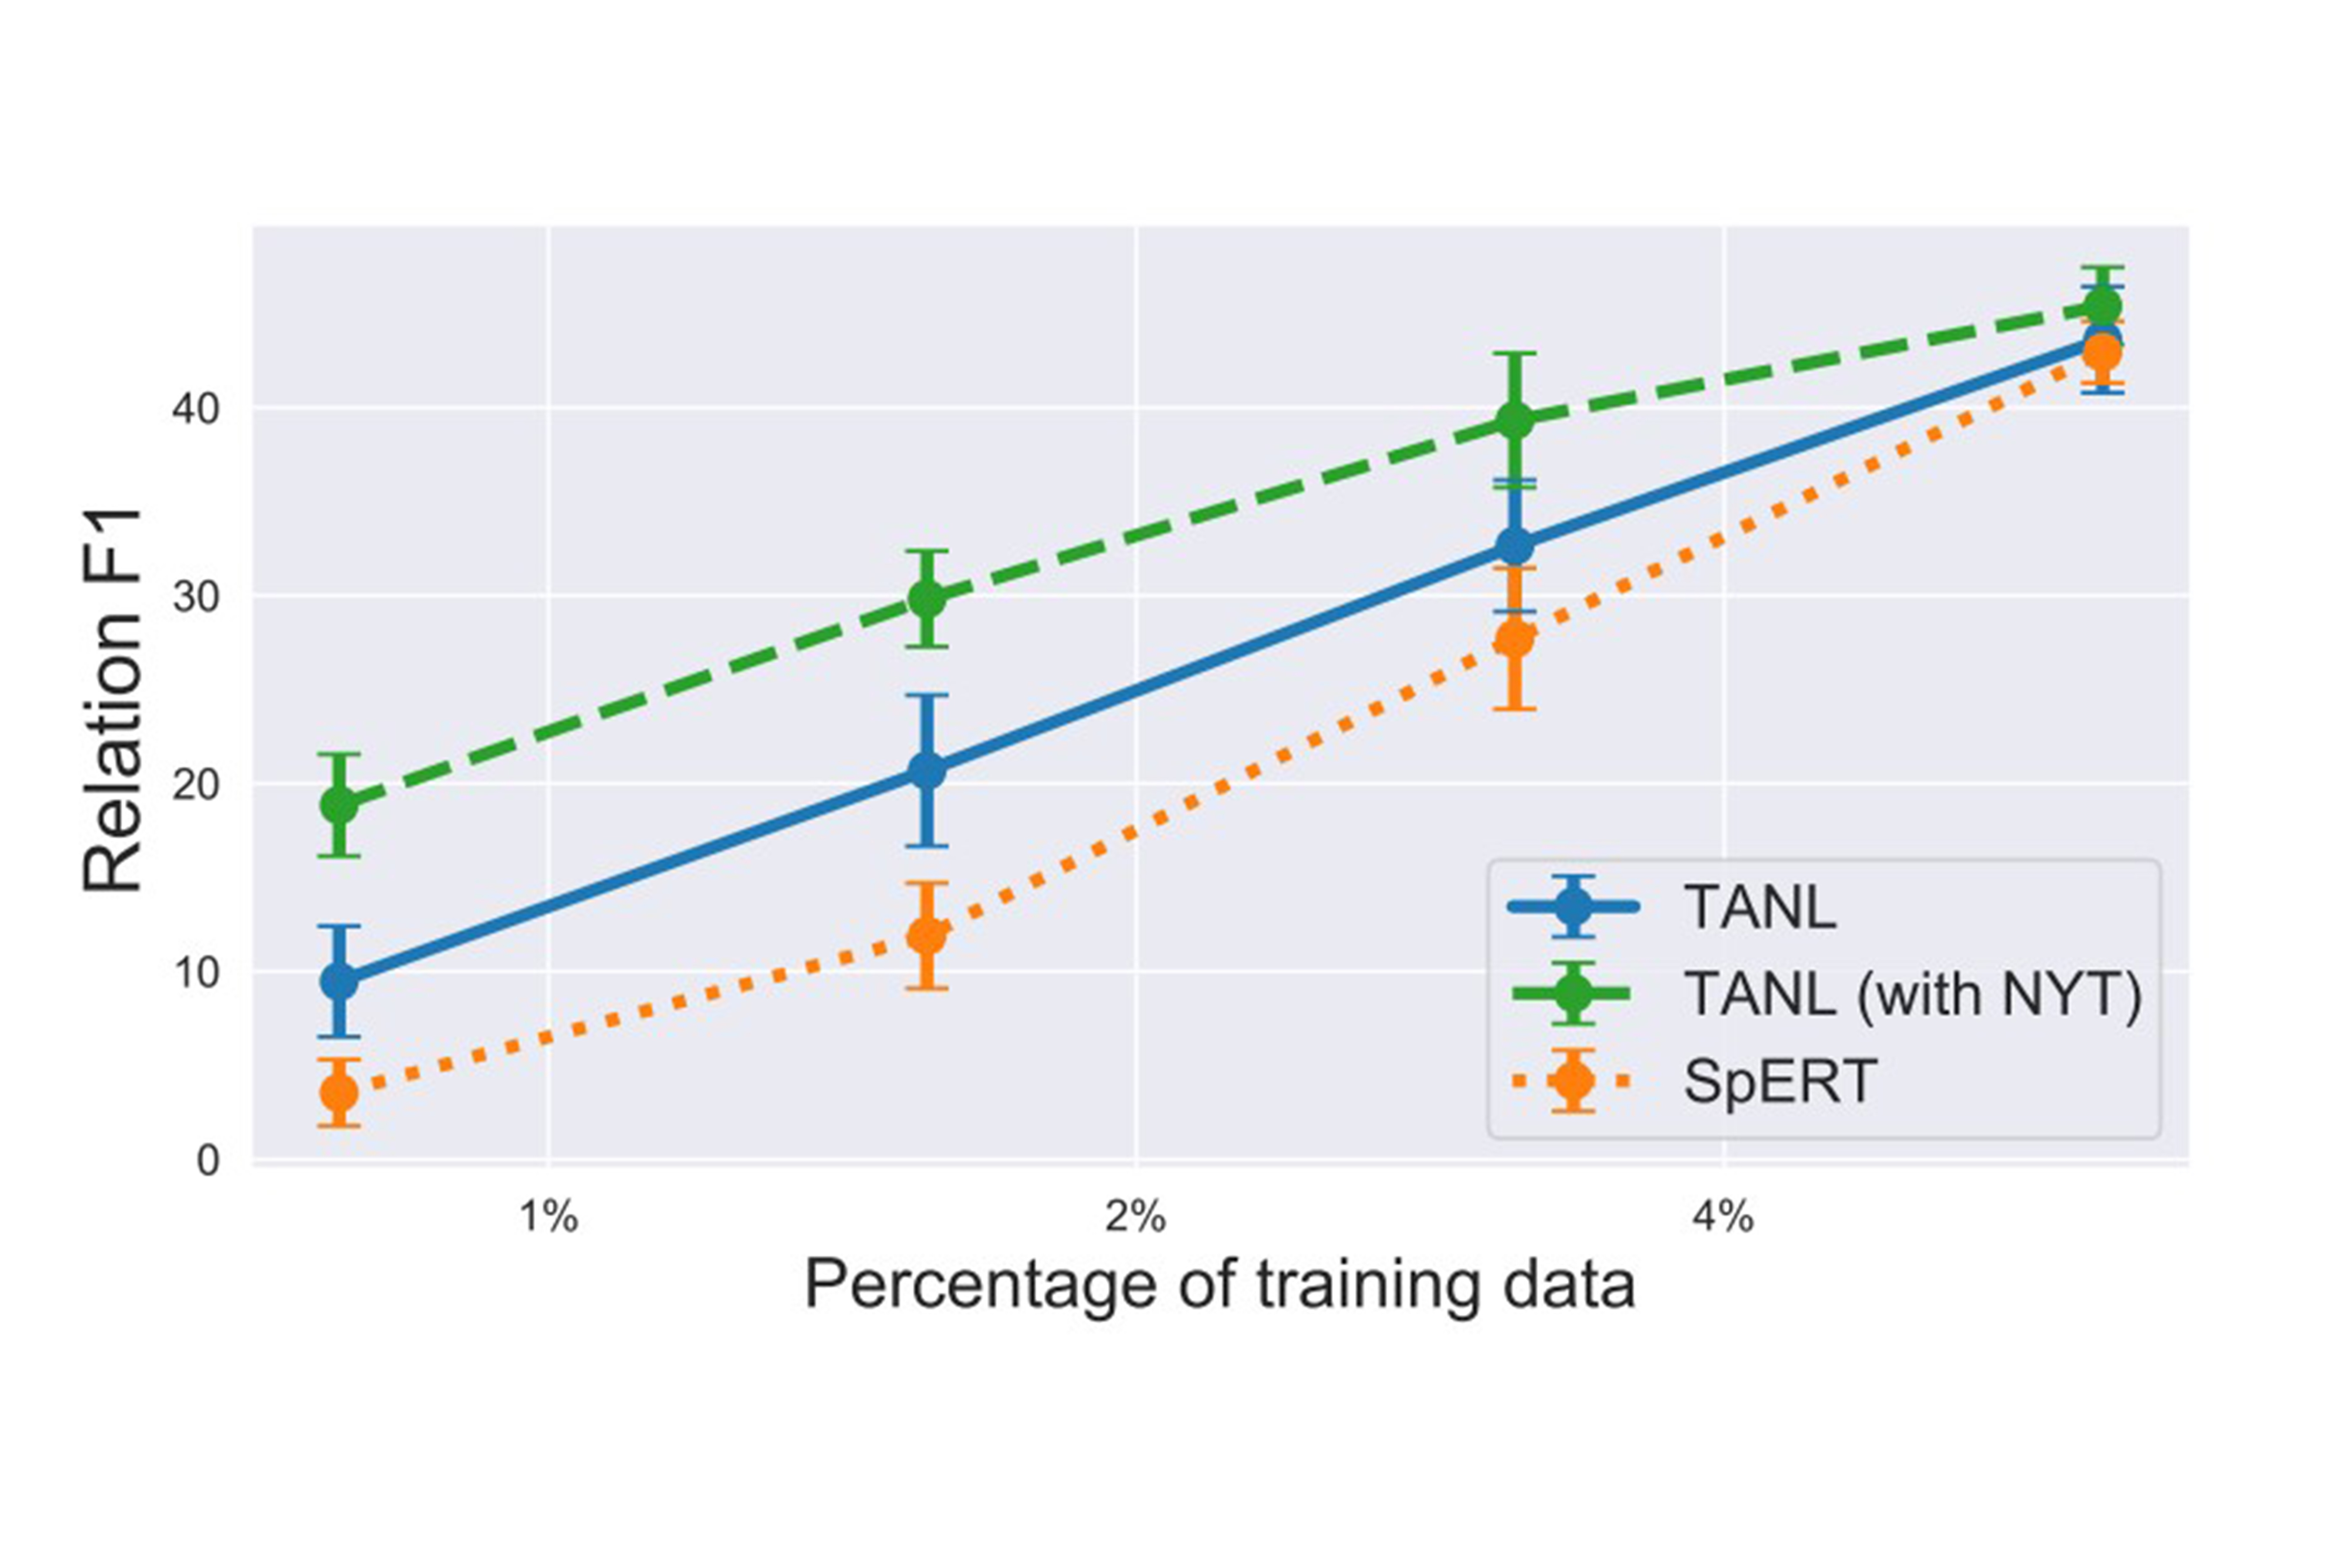 Relation F1
40
30
20
10
0
TANL
TANL (with NYT)
SpERT
1%
2%
4%
Percentage of training data